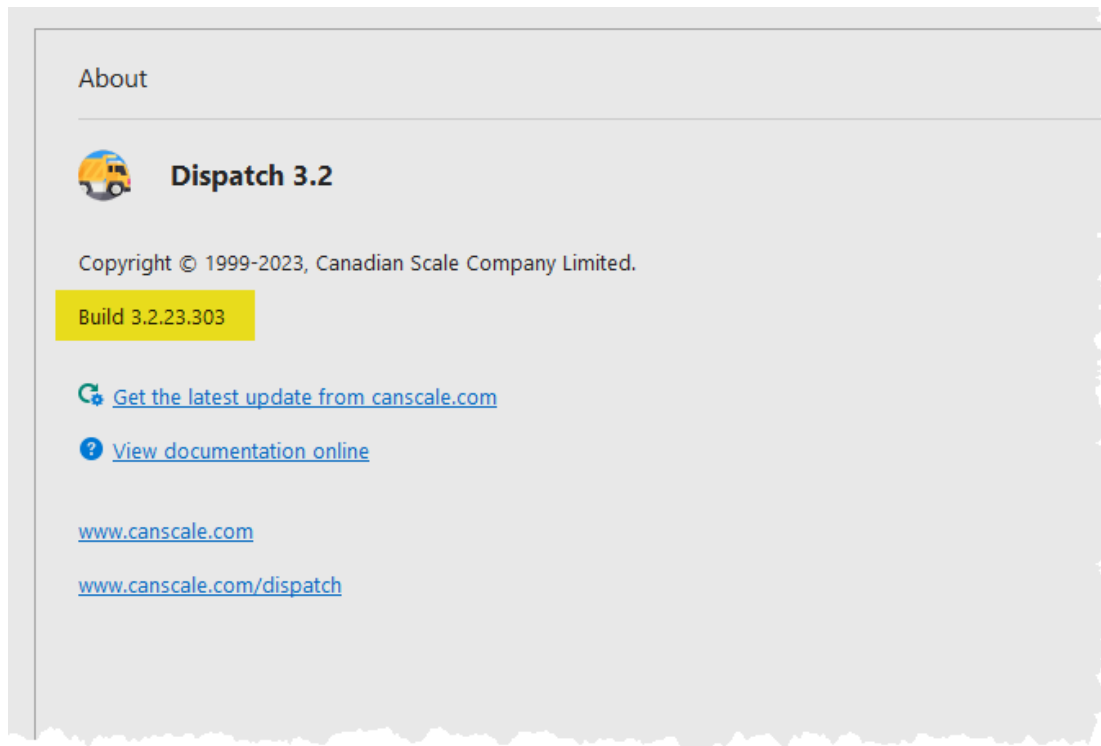 About
Dispatch 3.2
Copyright © 1999-2023, Canadian Scale Company Limited.
Build 3.2.23.303
Get the latest update from canscale.com
View documentation online
www.canscale.com
www.canscale.com/dispatch